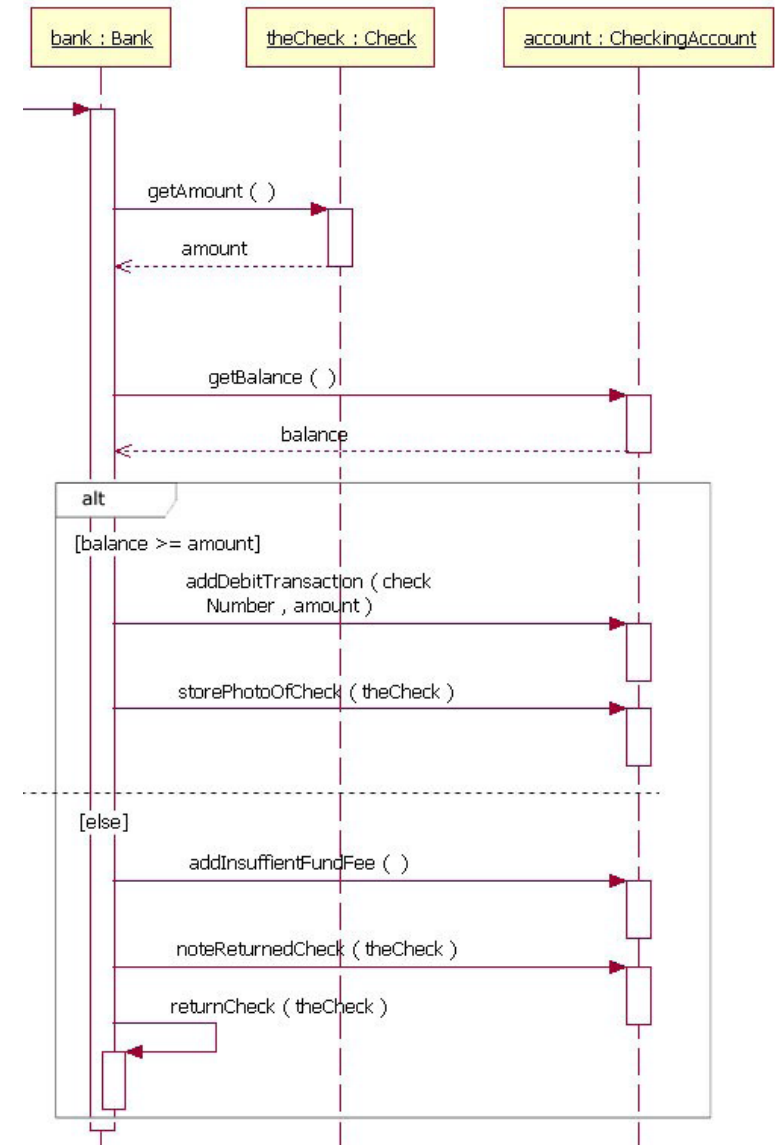 bank : Bank
theCheck : Check
account : CheckingAccount
getAmount ( )
amount
getBalance ( )
balance
alt
[balance >= amount]
addDebitTransaction ( check
Number , amount )
storePhotoOfCheck ( theCheck )
[else]
addInsuffientFundFee ( )
noteReturnedCheck ( theCheck )
returnCheck ( theCheck )